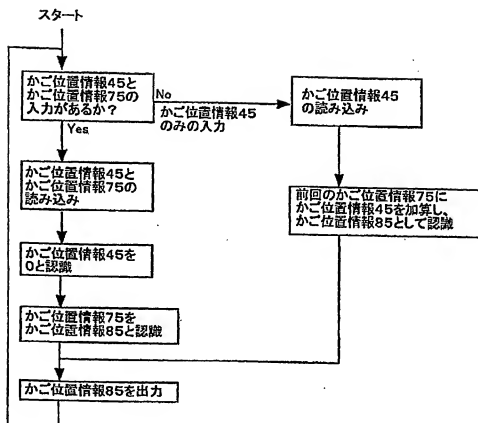 スタート
かご位置情報45と
かご位置情報75の
入力があるか？
No
かご位置情報45
のみの入力
かご位置情報45
の読み込み
Yes
かご位置情報45と
かご位置情報75の
読み込み
前回のかご位置情報75に
かご位置情報45を加算し、
かご位置情報85として認識
かご位置情報45を
0と認識
かご位置情報75を
かご位置情報85と認識
かご位置情報85を出力